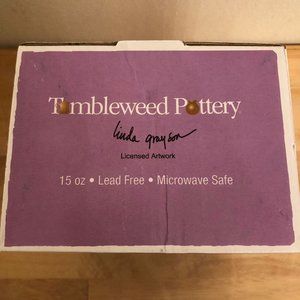 Tumbleweed Pottery
linda grayson
Licensed Artwork
15 oz • Lead Free • Microwave Safe